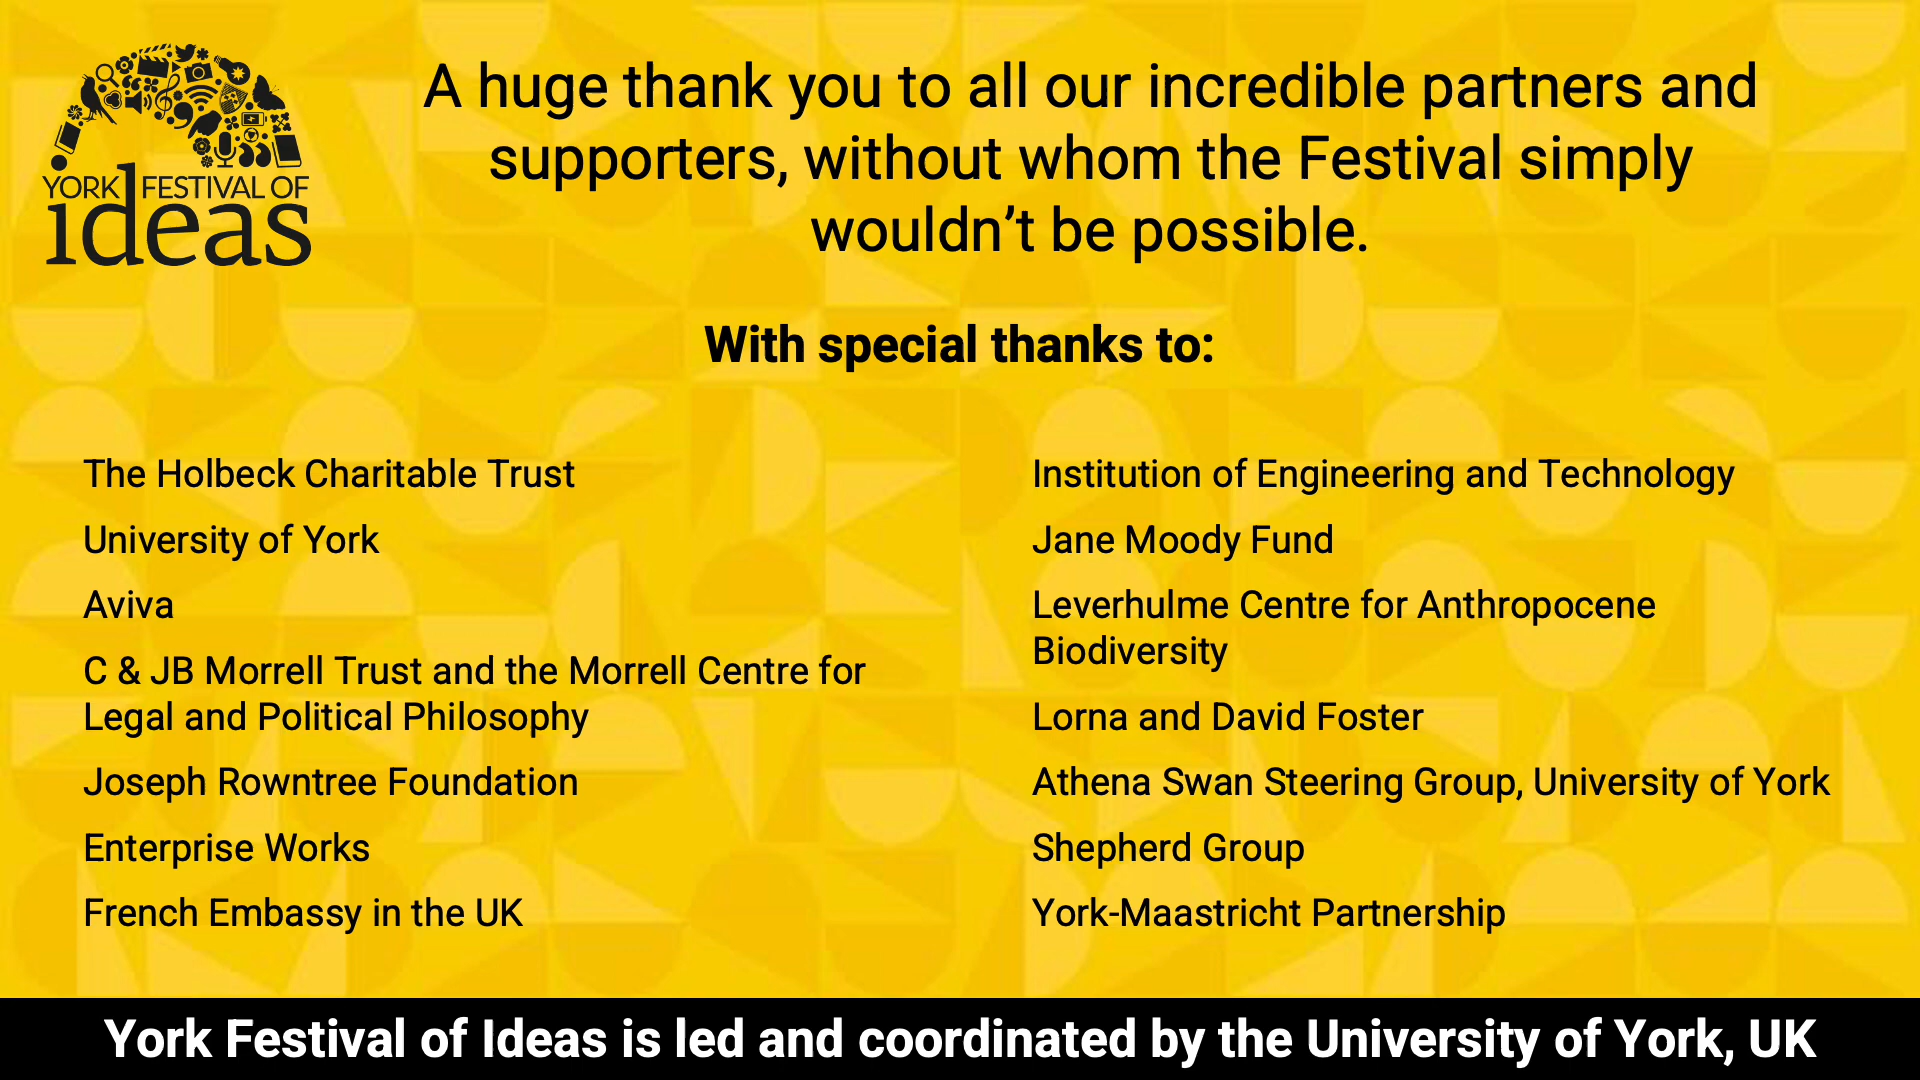 YORK FESTIVAL OF
ideas
A huge thank you to all our incredible partners and
supporters, without whom the Festival simply
wouldn’t be possible.
With special thanks to:
The Holbeck Charitable Trust
University of York
Aviva
C & JB Morrell Trust and the Morrell Centre for
Legal and Political Philosophy
Joseph Rowntree Foundation
Enterprise Works
French Embassy in the UK
Institution of Engineering and Technology
Jane Moody Fund
Leverhulme Centre for Anthropocene
Biodiversity
Lorna and David Foster
Athena Swan Steering Group, University of York
Shepherd Group
York-Maastricht Partnership
York Festival of Ideas is led and coordinated by the University of York, UK